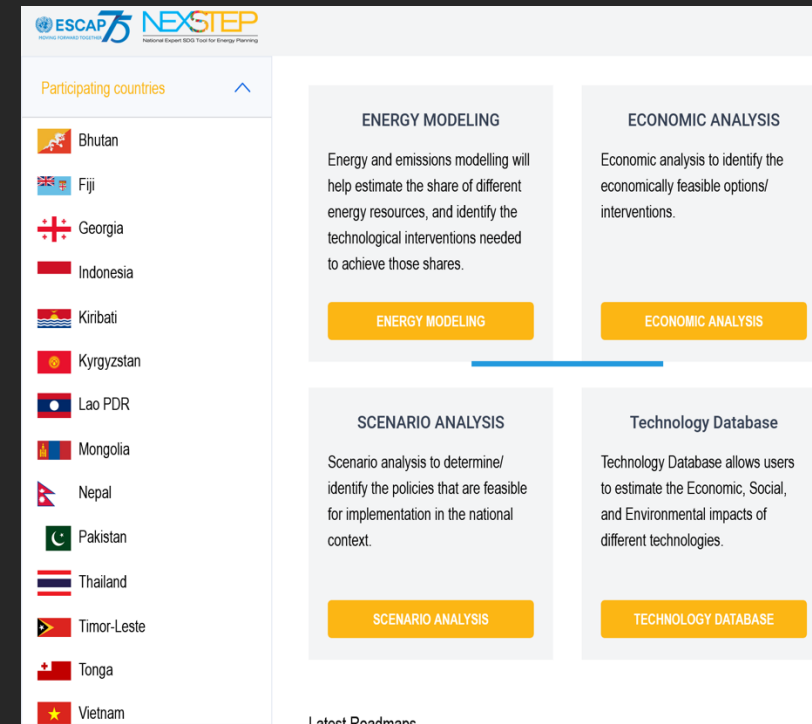 ESCAP 75
MOVING FORWARD TOGETHER
NEXSTEP
National Expert SDG Tool for Energy Planning
Participating countries
Bhutan
Fiji
Georgia
Indonesia
Kiribati
Kyrgyzstan
Lao PDR
Mongolia
Nepal
Pakistan
Thailand
Timor-Leste
Tonga
Vietnam
ENERGY MODELING
Energy and emissions modelling will
help estimate the share of different
energy resources, and identify the
technological interventions needed
to achieve those shares.
ENERGY MODELING
ECONOMIC ANALYSIS
Economic analysis to identify the
economically feasible options/
interventions.
ECONOMIC ANALYSIS
SCENARIO ANALYSIS
Scenario analysis to determine/
identify the policies that are feasible
for implementation in the national
context.
SCENARIO ANALYSIS
Technology Database
Technology Database allows users
to estimate the Economic, Social,
and Environmental impacts of
different technologies.
TECHNOLOGY DATABASE
Latest Roadmaps